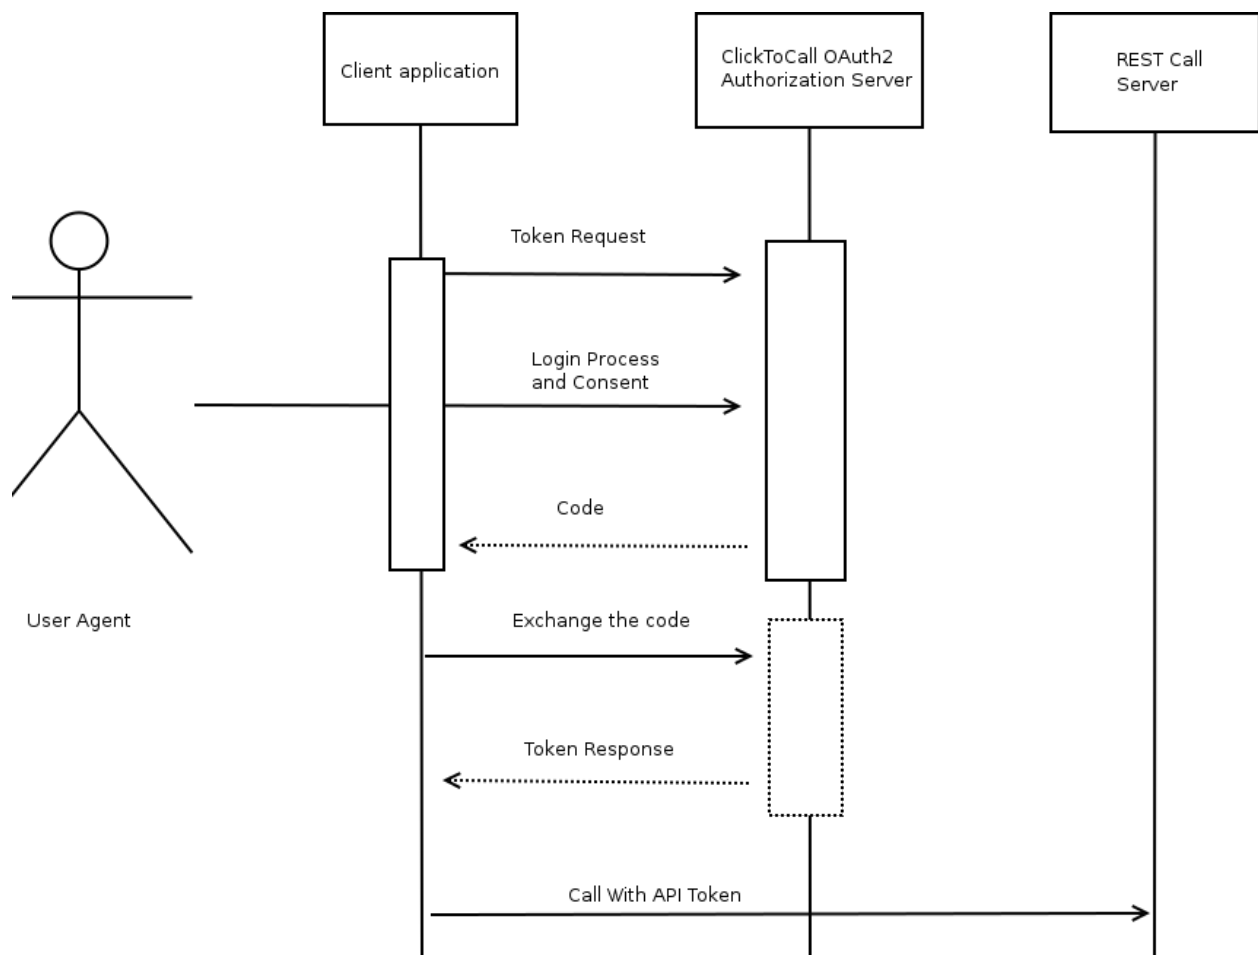 Client application
ClickToCall OAuth2
Authorization Server
REST Call
Server
Token Request
Login Process
and Consent
Code
User Agent
Exchange the code
Token Response
Call With API Token